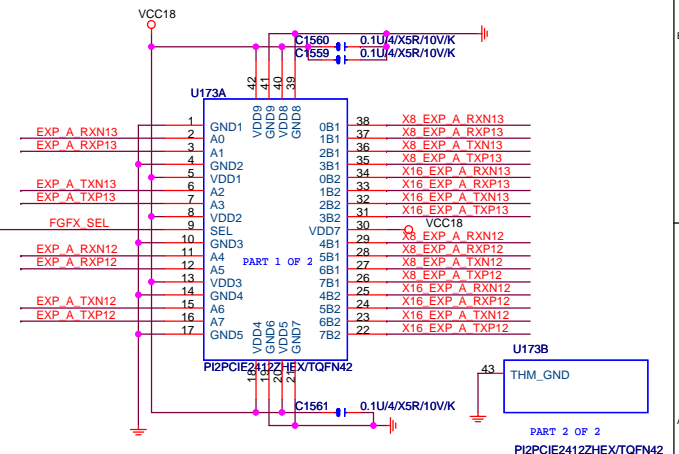 VCC18
C1560 0.1U/4/X5R/10V/K
C1559 0.1U/4/X5R/10V/K
42 41 40 39
U173A
VDD9 GND9 VDD8 GND8
1 GND1 0B1 38 X8_EXP_A_RXN13
EXP_A_RXN13 2 A0 1B1 37 X8_EXP_A_RXP13
EXP_A_RXP13 3 A1 2B1 36 X8_EXP_A_TXN13
4 GND2 3B1 35 X8_EXP_A_TXP13
5 VDD1 0B2 34 X16_EXP_A_RXN13
EXP_A_TXN13 6 A2 1B2 33 X16_EXP_A_RXP13
EXP_A_TXP13 7 A3 2B2 32 X16_EXP_A_TXN13
8 VDD2 3B2 31 X16_EXP_A_TXP13
FGFX_SEL 9 SEL VDD7 30 VCC18
10 GND3 4B1 29 X8_EXP_A_RXN12
EXP_A_RXN12 11 A4 5B1 28 X8_EXP_A_RXP12
EXP_A_RXP12 12 A5 PART 1 OF 2 6B1 27 X8_EXP_A_TXN12
13 VDD3 7B1 26 X8_EXP_A_TXP12
14 GND4 4B2 25 X16_EXP_A_RXN12
EXP_A_TXN12 15 A6 5B2 24 X16_EXP_A_RXP12
EXP_A_TXP12 16 A7 6B2 23 X16_EXP_A_TXN12
17 GND5 7B2 22 X16_EXP_A_TXP12
VDD4 GND6 VDD5 GND7
PI2PCIE2412ZHEX/TQFN42
18 19 20 21
C1561 0.1U/4/X5R/10V/K
U173B
43 THM_GND
PART 2 OF 2
PI2PCIE2412ZHEX/TQFN42